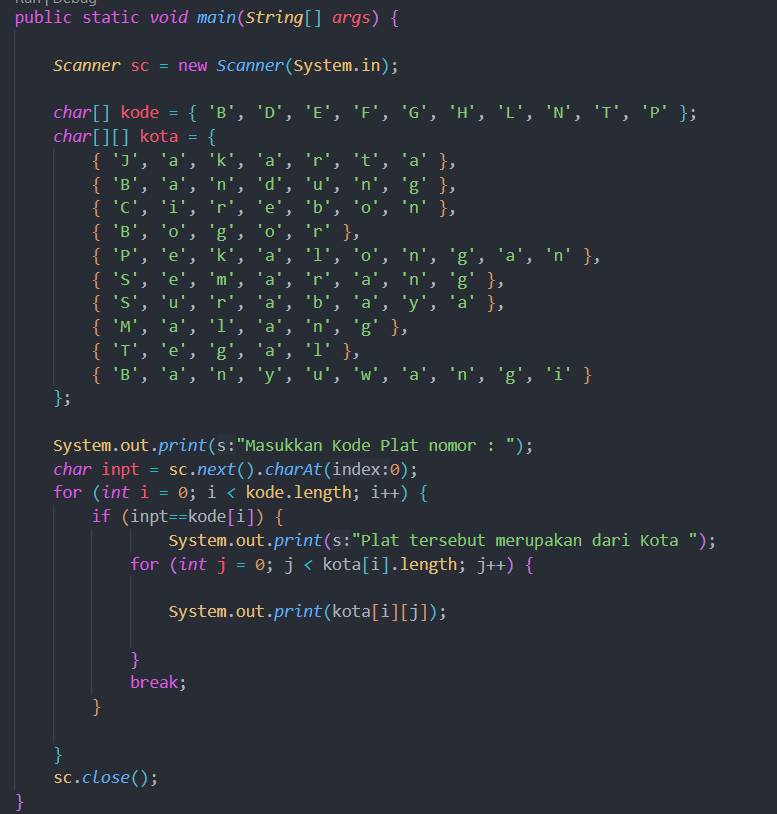 Run | Debug
public static void main(String[] args) {
Scanner sc = new Scanner(System.in);
char[] kode = { 'B', 'D', 'E', 'F', 'G', 'H', 'L', 'N', 'T', 'P' };
char[][] kota = {
{ 'J', 'a', 'k', 'a', 'r', 't', 'a' },
{ 'B', 'a', 'n', 'd', 'u', 'n', 'g' },
{ 'C', 'i', 'r', 'e', 'b', 'o', 'n' },
{ 'B', 'o', 'g', 'o', 'r' },
{ 'P', 'e', 'k', 'a', 'l', 'o', 'n', 'g', 'a', 'n' },
{ 'S', 'e', 'm', 'a', 'r', 'a', 'n', 'g' },
{ 'S', 'u', 'r', 'a', 'b', 'a', 'y', 'a' },
{ 'M', 'a', 'l', 'a', 'n', 'g' },
{ 'T', 'e', 'g', 'a', 'l' },
{ 'B', 'a', 'n', 'y', 'u', 'w', 'a', 'n', 'g', 'i' }
};
System.out.print(s:"Masukkan Kode Plat nomor : ");
char inpt = sc.next().charAt(index:0);
for (int i = 0; i < kode.length; i++) {
if (inpt==kode[i]) {
System.out.print(s:"Plat tersebut merupakan dari Kota ");
for (int j = 0; j < kota[i].length; j++) {
System.out.print(kota[i][j]);
}
break;
}
}
sc.close();
}